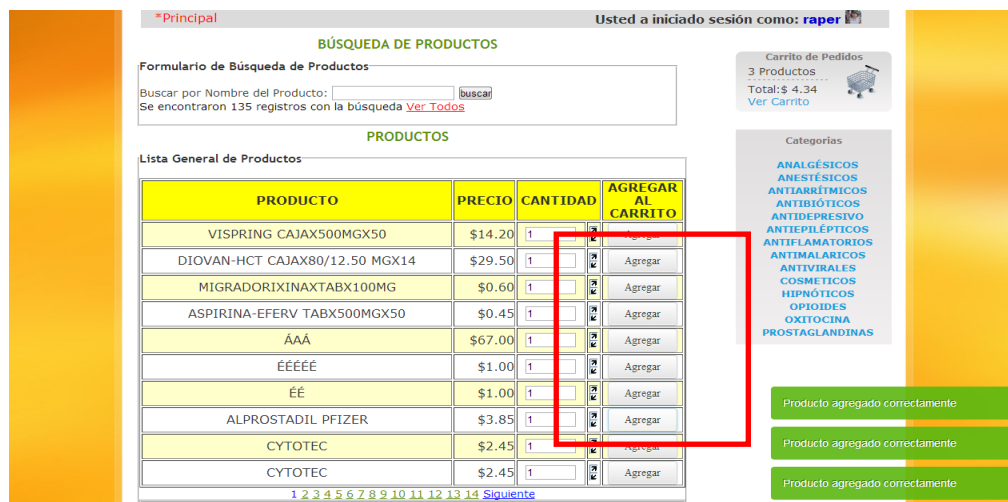 *Principal
Usted a iniciado sesión como: raper
BÚSQUEDA DE PRODUCTOS
Formulario de Búsqueda de Productos
Buscar por Nombre del Producto: buscar
Se encontraron 135 registros con la búsqueda Ver Todos
PRODUCTOS
Lista General de Productos
PRODUCTO PRECIO CANTIDAD AGREGAR AL CARRITO
VISPRING CAJAX500MGX50 $14.20 1 Agregar
DIOVAN-HCT CAJAX80/12.50 MGX14 $29.50 1 Agregar
MIGRADORIXINAXTABX100MG $0.60 1 Agregar
ASPIRINA-EFERV TABX500MGX50 $0.45 1 Agregar
ÁAÁ $67.00 1 Agregar
ÉÉÉÉÉ $1.00 1 Agregar
ÉÉ $1.00 1 Agregar
ALPROSTADIL PFIZER $3.85 1 Agregar
CYTOTEC $2.45 1 Agregar
CYTOTEC $2.45 1 Agregar
1 2 3 4 5 6 7 8 9 10 11 12 13 14 Siguiente
Carrito de Pedidos
3 Productos
Total:$ 4.34
Ver Carrito
Categorias
ANALGÉSICOS
ANESTÉSICOS
ANTIARRÍTMICOS
ANTIBIÓTICOS
ANTIDEPRESIVO
ANTIEPILÉPTICOS
ANTIFLAMATORIOS
ANTIMALARICOS
ANTIVIRALES
COSMETICOS
HIPNÓTICOS
OPIOIDES
OXITOCINA
PROSTAGLANDINAS
Producto agregado correctamente
Producto agregado correctamente
Producto agregado correctamente